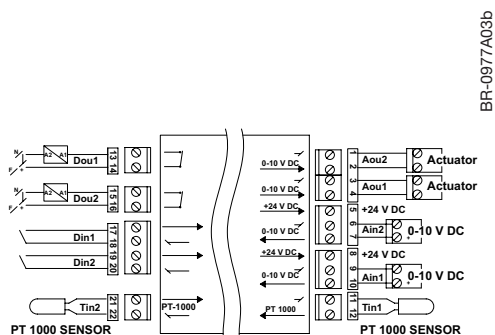 BR-0977A03b
N
F/+
A2 A1
Dou1
13
14
0-10 V DC
1
2
Aou2
Actuator
0-10 V DC
3
4
Aou1
Actuator
N
F/+
A2 A1
Dou2
15
16
+24 V DC
5
+24 V DC
0-10 V DC
6
7
Ain2
- +
0-10 V DC
Din1
17
18
Din2
19
20
+24 V DC
8
+24 V DC
0-10 V DC
9
10
Ain1
- +
0-10 V DC
Tin2
21
22
PT-1000
PT 1000
11
12
Tin1
PT 1000 SENSOR
PT 1000 SENSOR